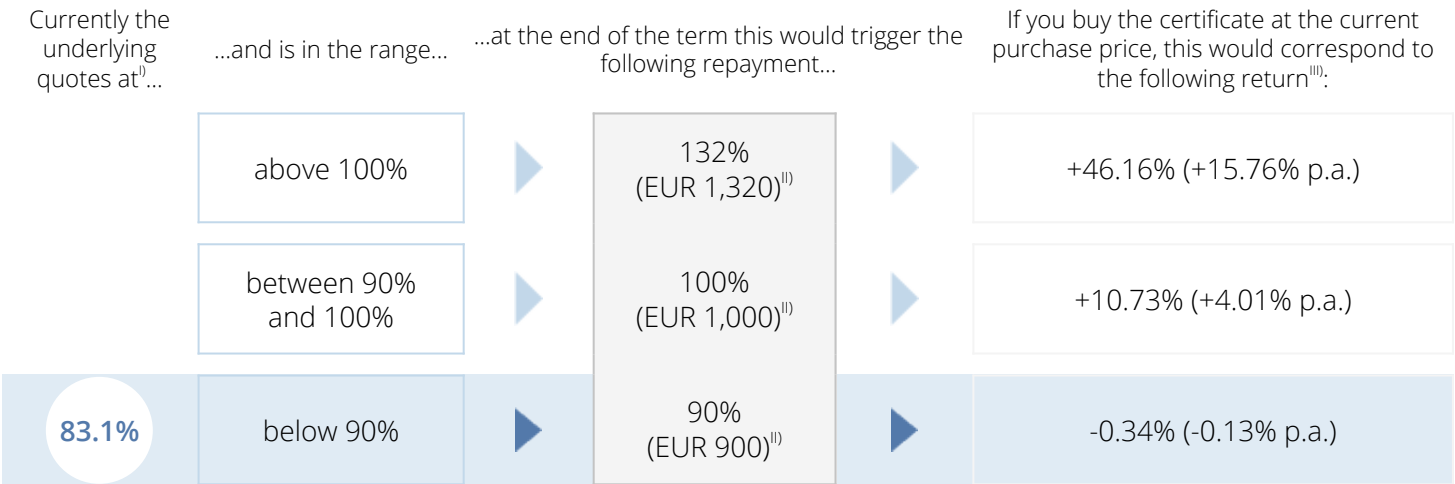 Currently the
underlying
quotes at^I)...
...and is in the range...
...at the end of the term this would trigger the
following repayment...
If you buy the certificate at the current
purchase price, this would correspond to
the following return^III):
above 100%
132%
(EUR 1,320)^II)
+46.16% (+15.76% p.a.)
between 90%
and 100%
100%
(EUR 1,000)^II)
+10.73% (+4.01% p.a.)
83.1%
below 90%
90%
(EUR 900)^II)
-0.34% (-0.13% p.a.)